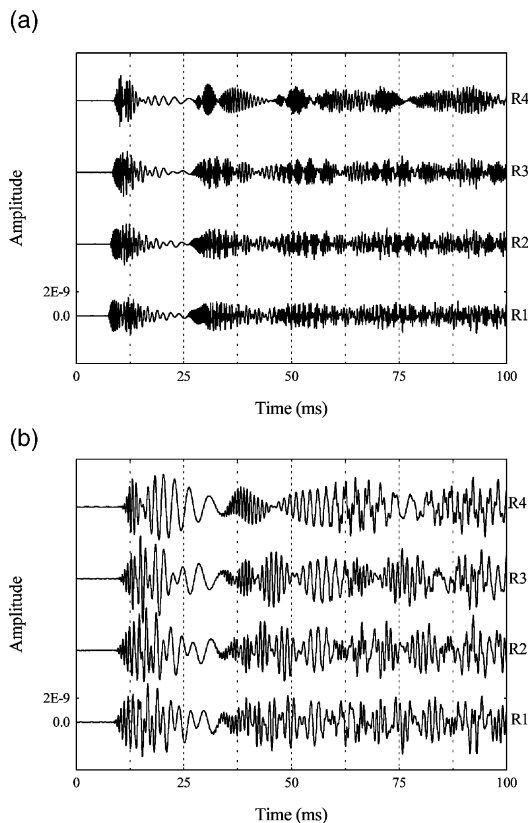 (a)
R4
R3
R2
2E-9
0.0
R1
Amplitude
0
25
50
75
100
Time (ms)
(b)
R4
R3
R2
2E-9
0.0
R1
Amplitude
0
25
50
75
100
Time (ms)